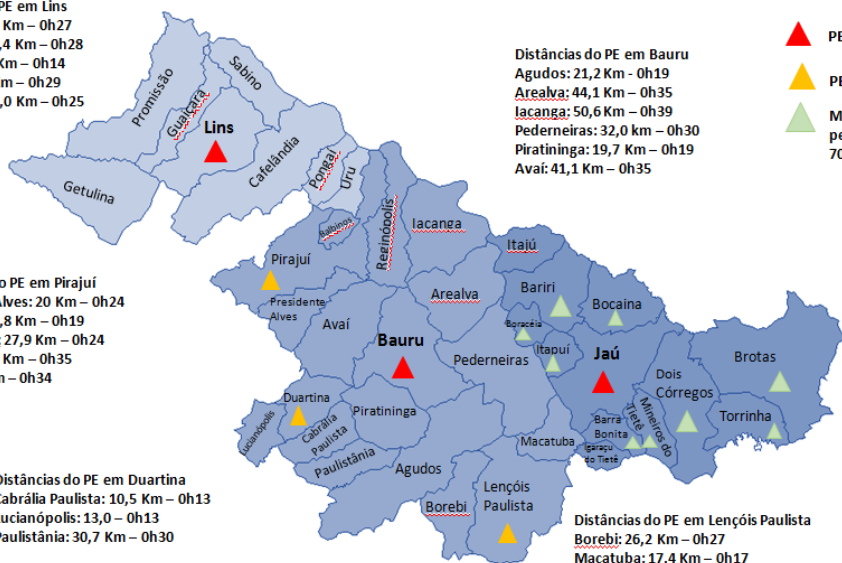 PE em Lins
Km – 0h27
,4 Km – 0h28
Km – 0h14
m – 0h29
,0 Km – 0h25
Distâncias do PE em Bauru
Agudos: 21,2 Km - 0h19
Arealva: 44,1 Km – 0h35
Iacanga: 50,6 Km – 0h39
Pederneiras: 32,0 km – 0h30
Piratininga: 19,7 Km – 0h19
Avaí: 41,1 Km – 0h35
PE
PE
M
pe
70
Promissão
Guaiçara
Sabino
Lins
Cafelândia
Getulina
Pongaí
Uru
Balbinos
Reginópolis
Iacanga
Itajú
Pirajuí
Presidente
Alves
Avaí
Arealva
Bariri
Bocaina
Boracéia
Itapuí
Bauru
Pederneiras
Jaú
Dois
Córregos
Brotas
Torrinha
Barra
Bonita
Mineiros do
Tietê
Igaraçu
do Tietê
Macatuba
Duartina
Lucianópolis
Cabrália
Paulista
Piratininga
Paulistânia
Agudos
Borebi
Lençóis
Paulista
o PE em Pirajuí
Alves: 20 Km – 0h24
,8 Km – 0h19
: 27,9 Km – 0h24
Km – 0h35
m – 0h34
Distâncias do PE em Duartina
Cabrália Paulista: 10,5 Km – 0h13
Lucianópolis: 13,0 – 0h13
Paulistânia: 30,7 Km – 0h30
Distâncias do PE em Lençóis Paulista
Borebi: 26,2 Km – 0h27
Macatuba: 17,4 Km – 0h17